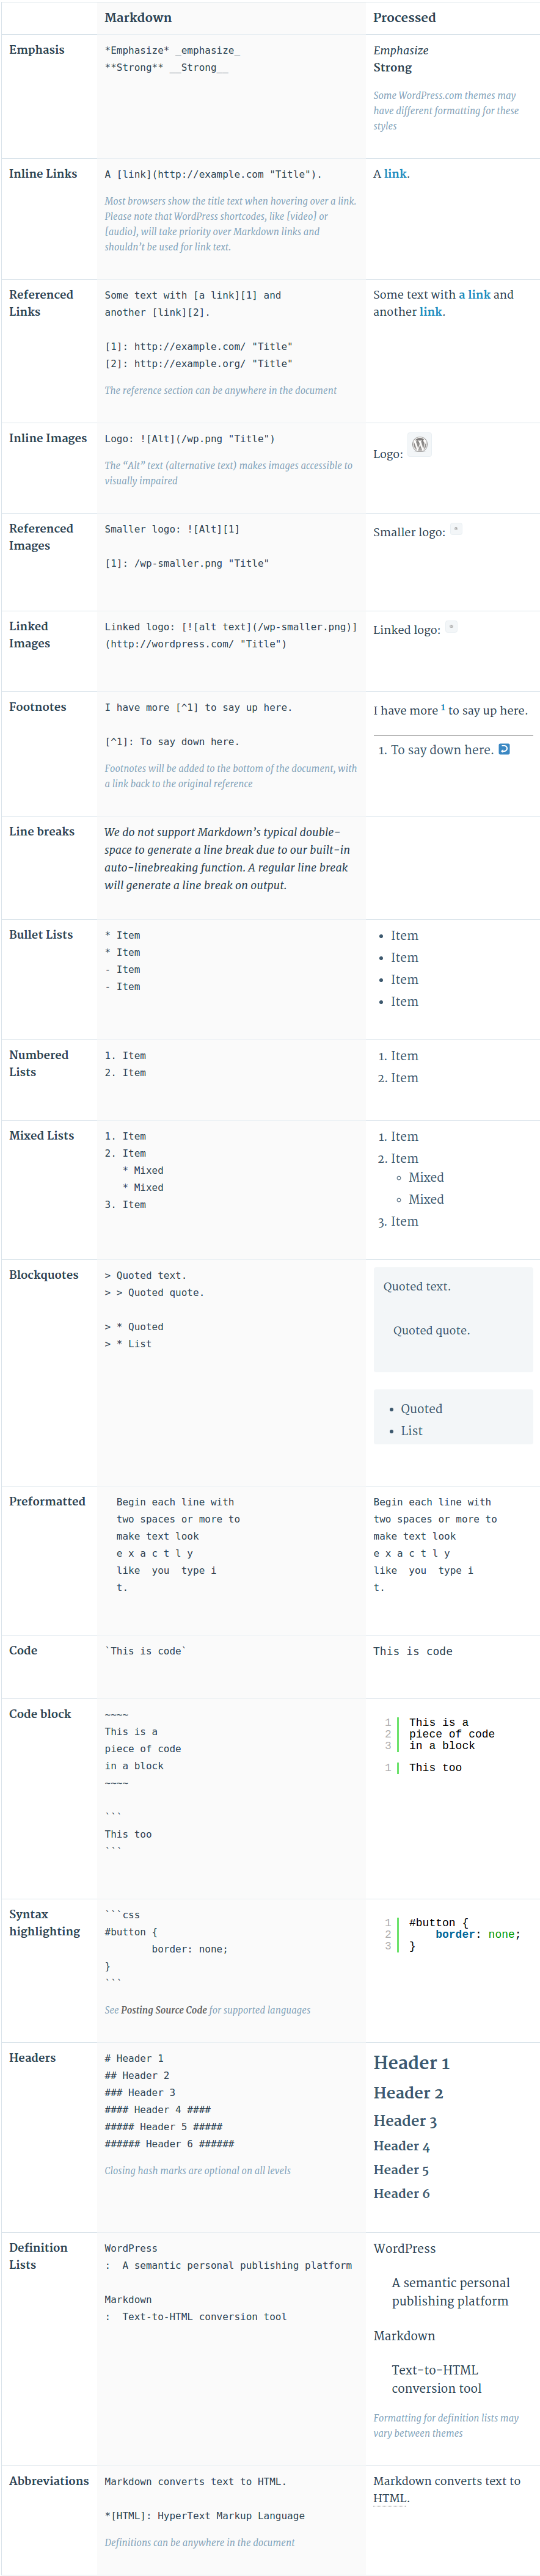 Markdown Processed
Emphasis
*Emphasize* _emphasize_
**Strong** __Strong__
Emphasize
Strong
Some WordPress.com themes may
have different formatting for these
styles
Inline Links
A [link](http://example.com "Title").
Most browsers show the title text when hovering over a link.
Please note that WordPress shortcodes, like [video] or
[audio], will take priority over Markdown links and
shouldn't be used for link text.
A link.
Referenced
Links
Some text with [a link][1] and
another [link][2].
[1]: http://example.com/ "Title"
[2]: http://example.org/ "Title"
The reference section can be anywhere in the document
Some text with a link and
another link.
Inline Images
Logo: ![Alt](/wp.png "Title")
The “Alt” text (alternative text) makes images accessible to
visually impaired
Logo:
Referenced
Images
Smaller logo: ![Alt][1]
[1]: /wp-smaller.png "Title"
Smaller logo:
Linked
Images
Linked logo: [![alt text](/wp-smaller.png)]
(http://wordpress.com/ "Title")
Linked logo:
Footnotes
I have more [^1] to say up here.
[^1]: To say down here.
Footnotes will be added to the bottom of the document, with
a link back to the original reference
I have more 1 to say up here.
1. To say down here.
Line breaks
We do not support Markdown’s typical double-
space to generate a line break due to our built-in
auto-linebreaking function. A regular line break
will generate a line break on output.
Bullet Lists
* Item
* Item
- Item
- Item
• Item
• Item
• Item
• Item
Numbered
Lists
1. Item
2. Item
1. Item
2. Item
Mixed Lists
1. Item
2. Item
   * Mixed
   * Mixed
3. Item
1. Item
2. Item
◦ Mixed
◦ Mixed
3. Item
Blockquotes
> Quoted text.
> > Quoted quote.
> * Quoted
> * List
Quoted text.
Quoted quote.
• Quoted
• List
Preformatted
Begin each line with
two spaces or more to
make text look
e x a c t l y
like  you  type i
t.
Begin each line with
two spaces or more to
make text look
e x a c t l y
like  you  type i
t.
Code
`This is code`
This is code
Code block
~~~~
This is a
piece of code
in a block
~~~~
```
This too
```
1 This is a
2 piece of code
3 in a block
1 This too
Syntax
highlighting
```css
#button {
        border: none;
}
```
See Posting Source Code for supported languages
1 #button {
2     border: none;
3 }
Headers
# Header 1
## Header 2
### Header 3
#### Header 4 ####
##### Header 5 #####
###### Header 6 ######
Closing hash marks are optional on all levels
Header 1
Header 2
Header 3
Header 4
Header 5
Header 6
Definition
Lists
WordPress
:  A semantic personal publishing platform
Markdown
:  Text-to-HTML conversion tool
WordPress
A semantic personal
publishing platform
Markdown
Text-to-HTML
conversion tool
Formatting for definition lists may
vary between themes
Abbreviations
Markdown converts text to HTML.
*[HTML]: HyperText Markup Language
Definitions can be anywhere in the document
Markdown converts text to
HTML.